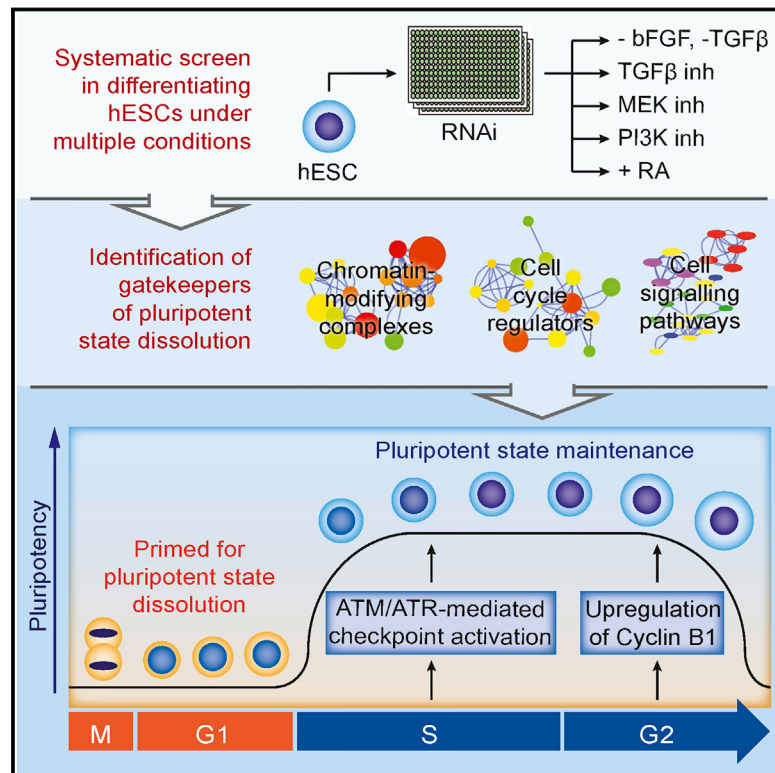 Systematic screen
in differentiating
hESCs under
multiple conditions
hESC
RNAi
- bFGF, -TGFβ
TGFβ inh
MEK inh
PI3K inh
+ RA
Identification of
gatekeepers
of pluripotent
state dissolution
Chromatin-
modifying
complexes
Cell
cycle
regulators
Cell
signalling
pathways
Pluripotency
Pluripotent state maintenance
Primed for
pluripotent state
dissolution
ATM/ATR-mediated
checkpoint activation
Upregulation
of Cyclin B1
M
G1
S
G2